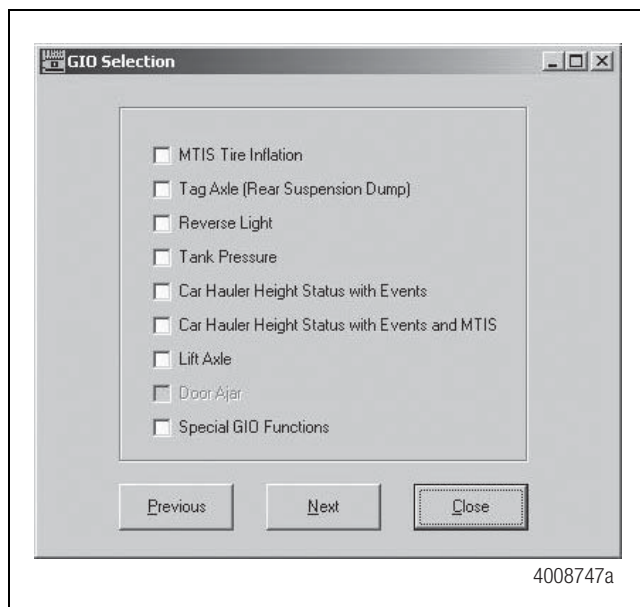 GIO Selection
MTIS Tire Inflation
Tag Axle (Rear Suspension Dump)
Reverse Light
Tank Pressure
Car Hauler Height Status with Events
Car Hauler Height Status with Events and MTIS
Lift Axle
Door Ajar
Special GIO Functions
Previous Next Close
4008747a